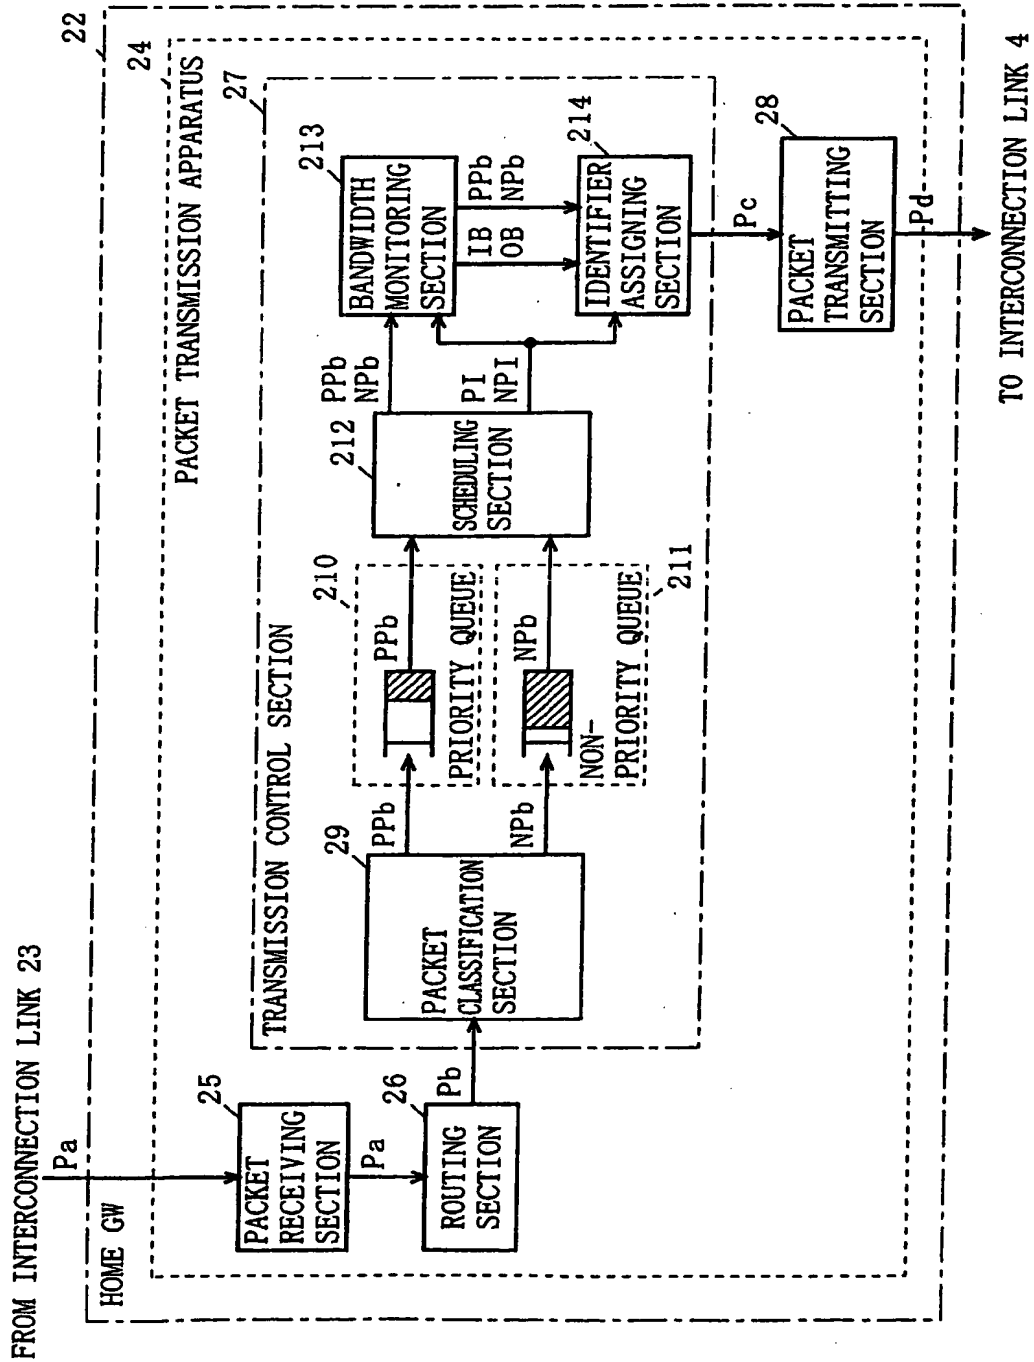 FROM INTERCONNECTION LINK 23
Pa
HOME GW
22
24
PACKET TRANSMISSION APPARATUS
25
PACKET
RECEIVING
SECTION
Pa
26
ROUTING
SECTION
Pb
TRANSMISSION CONTROL SECTION
27
29
PACKET
CLASSIFICATION
SECTION
PPb
NPb
210
PPb
PRIORITY QUEUE
NPb
NON-
PRIORITY QUEUE
211
212
SCHEDULING
SECTION
PPb
NPb
PI
NPI
213
BANDWIDTH
MONITORING
SECTION
IB
OB
PPb
NPb
214
IDENTIFIER
ASSIGNING
SECTION
Pc
28
PACKET
TRANSMITTING
SECTION
Pd
TO INTERCONNECTION LINK 4